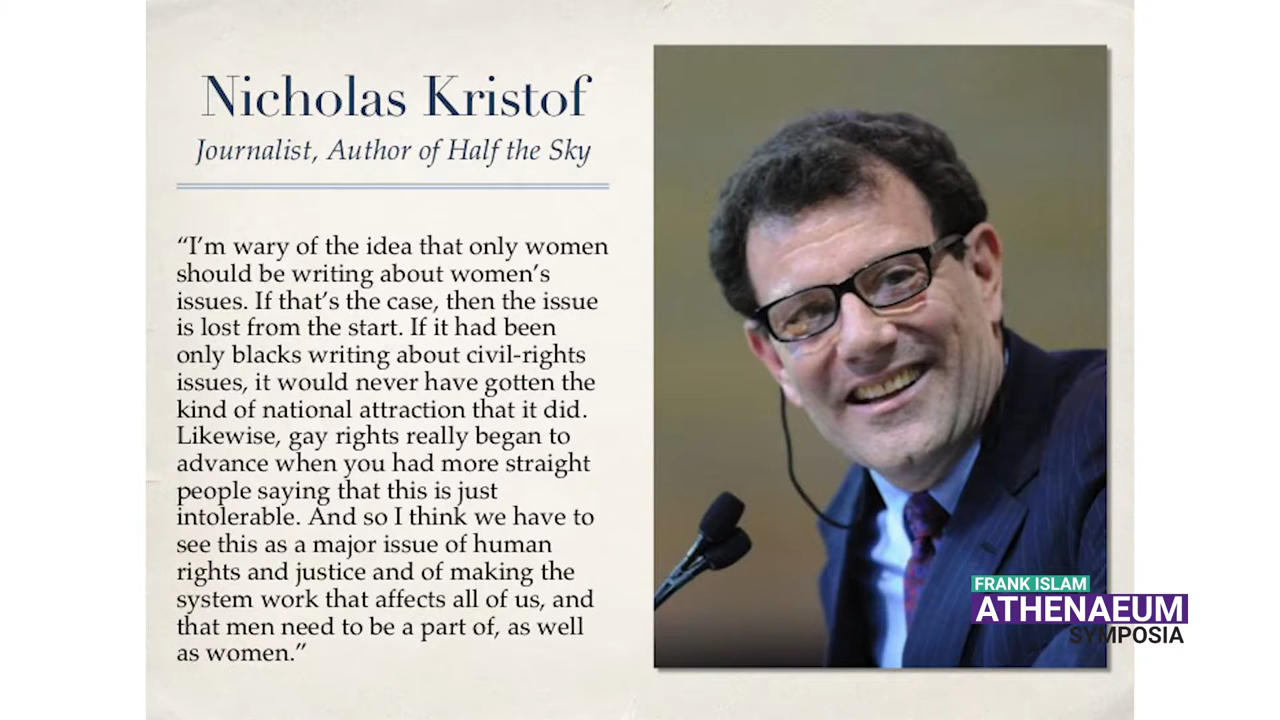 Nicholas Kristof
Journalist, Author of Half the Sky
“I’m wary of the idea that only women
should be writing about women’s
issues. If that’s the case, then the issue
is lost from the start. If it had been
only blacks writing about civil-rights
issues, it would never have gotten the
kind of national attraction that it did.
Likewise, gay rights really began to
advance when you had more straight
people saying that this is just
intolerable. And so I think we have to
see this as a major issue of human
rights and justice and of making the
system work that affects all of us, and
that men need to be a part of, as well
as women.”
FRANK ISLAM
ATHENAEUM
SYMPOSIA